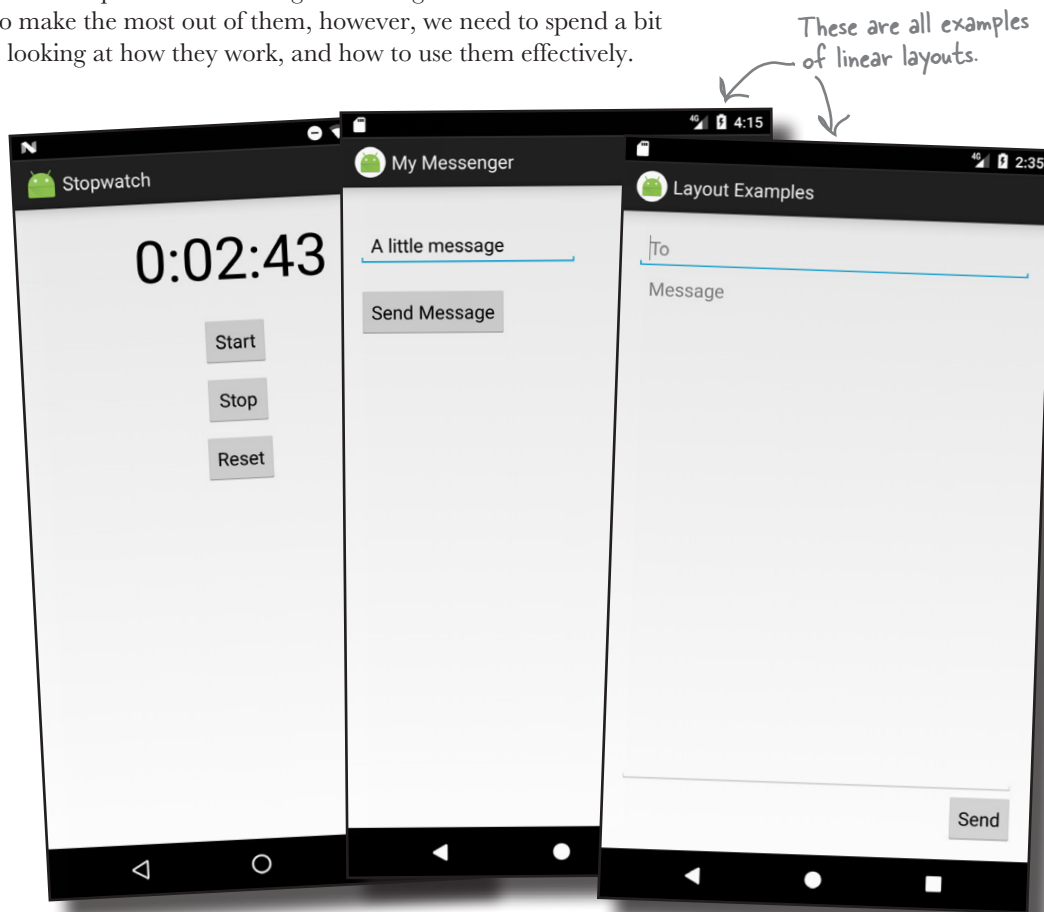 o make the most out of them, however, we need to spend a bit
looking at how they work, and how to use them effectively.
These are all examples
of linear layouts.
N
Stopwatch
0:02:43
Start
Stop
Reset
4G 4:15
My Messenger
A little message
Send Message
4G 2:35
Layout Examples
To
Message
Send